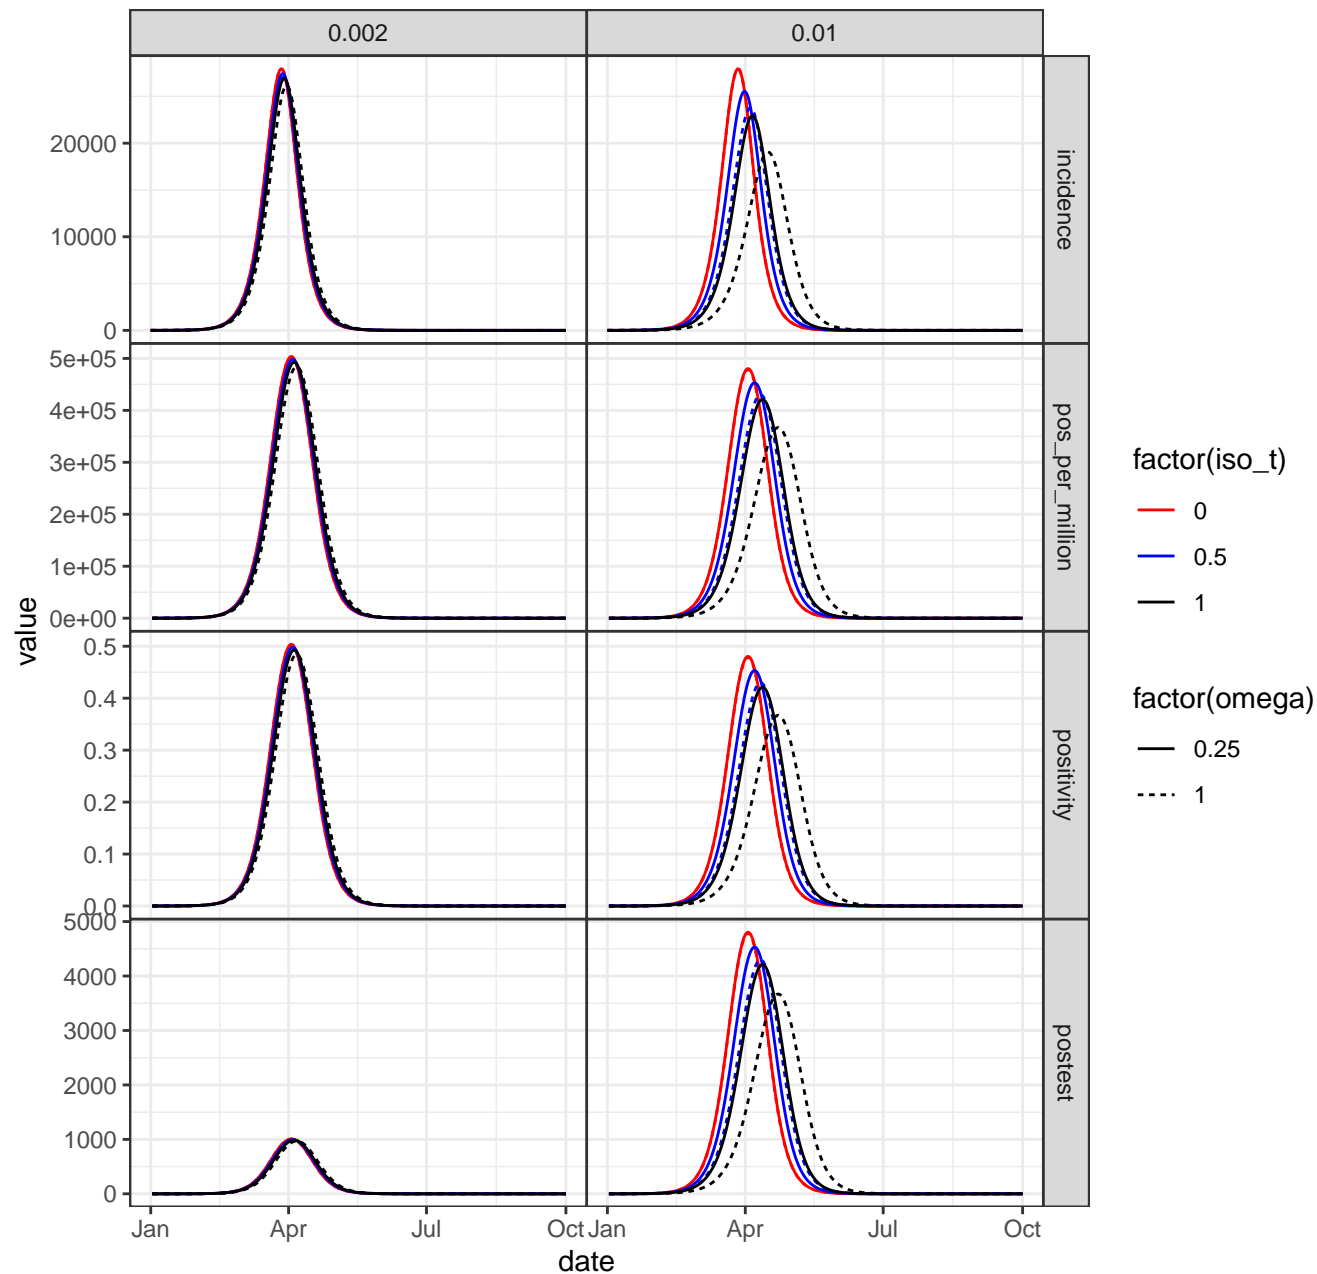 0.002
0.01
20000
10000
0
incidence
5e+05
4e+05
3e+05
2e+05
1e+05
0e+00
pos_per_million
0.5
0.4
0.3
0.2
0.1
0.0
positivity
5000
4000
3000
2000
1000
0
postest
Jan Apr Jul Oct Jan Apr Jul Oct
date
value
factor(iso_t)
0
0.5
1
factor(omega)
0.25
1